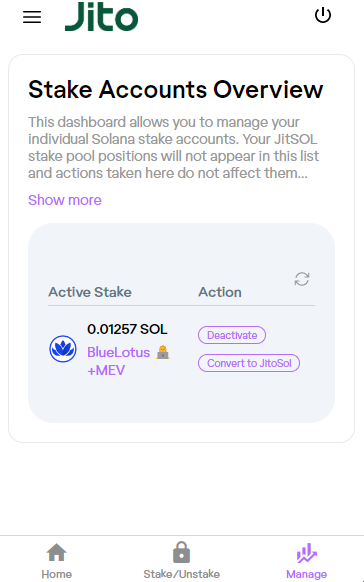 Jito
Stake Accounts Overview
This dashboard allows you to manage your
individual Solana stake accounts. Your JitSOL
stake pool positions will not appear in this list
and actions taken here do not affect them...
Show more
Active Stake Action
0.01257 SOL
Deactivate
BlueLotus
+MEV
Convert to JitoSol
Home Stake/Unstake Manage